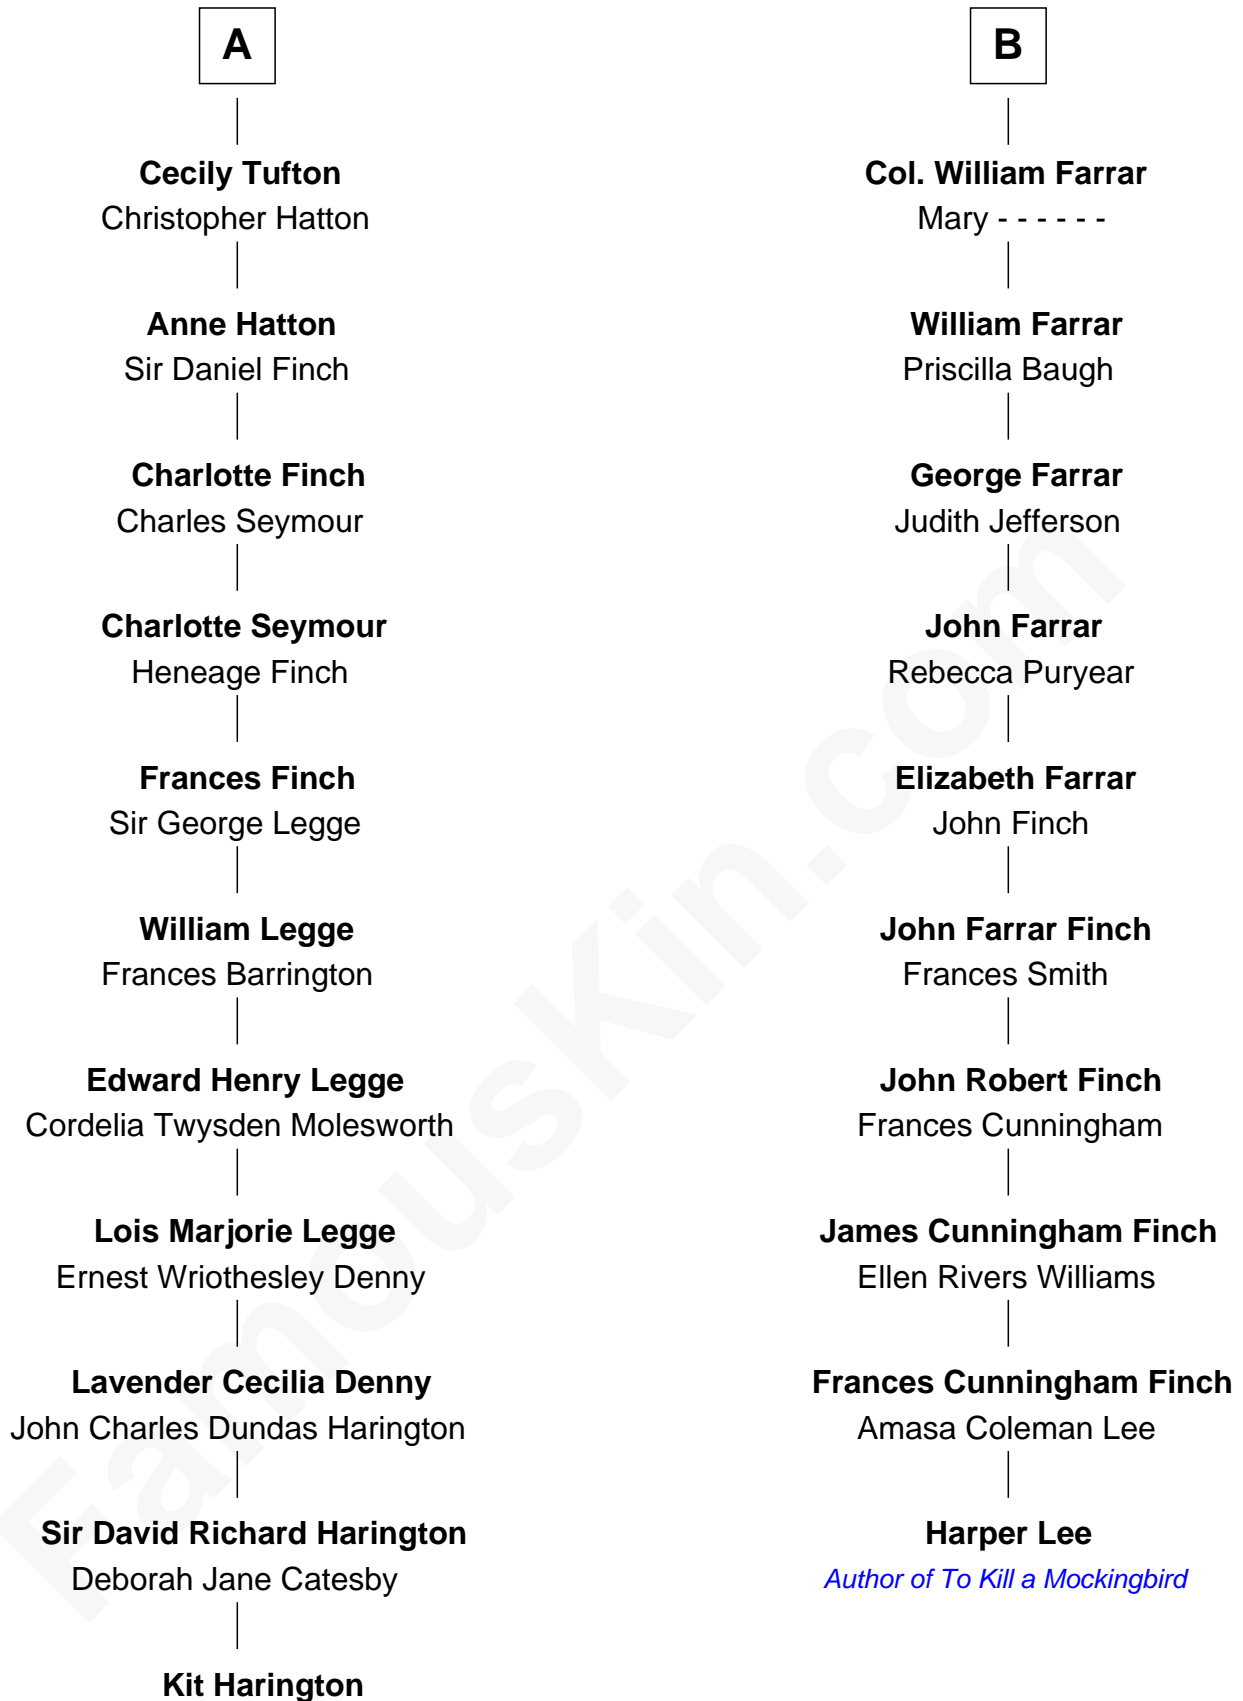 A
Cecily Tufton
Christopher Hatton
Anne Hatton
Sir Daniel Finch
Charlotte Finch
Charles Seymour
Charlotte Seymour
Heneage Finch
Frances Finch
Sir George Legge
William Legge
Frances Barrington
Edward Henry Legge
Cordelia Twysden Molesworth
Lois Marjorie Legge
Ernest Wriothesley Denny
Lavender Cecilia Denny
John Charles Dundas Harington
Sir David Richard Harington
Deborah Jane Catesby
Kit Harington
B
Col. William Farrar
Mary - - - - - -
William Farrar
Priscilla Baugh
George Farrar
Judith Jefferson
John Farrar
Rebecca Puryear
Elizabeth Farrar
John Finch
John Farrar Finch
Frances Smith
John Robert Finch
Frances Cunningham
James Cunningham Finch
Ellen Rivers Williams
Frances Cunningham Finch
Amasa Coleman Lee
Harper Lee
Author of To Kill a Mockingbird
FamousKin.com